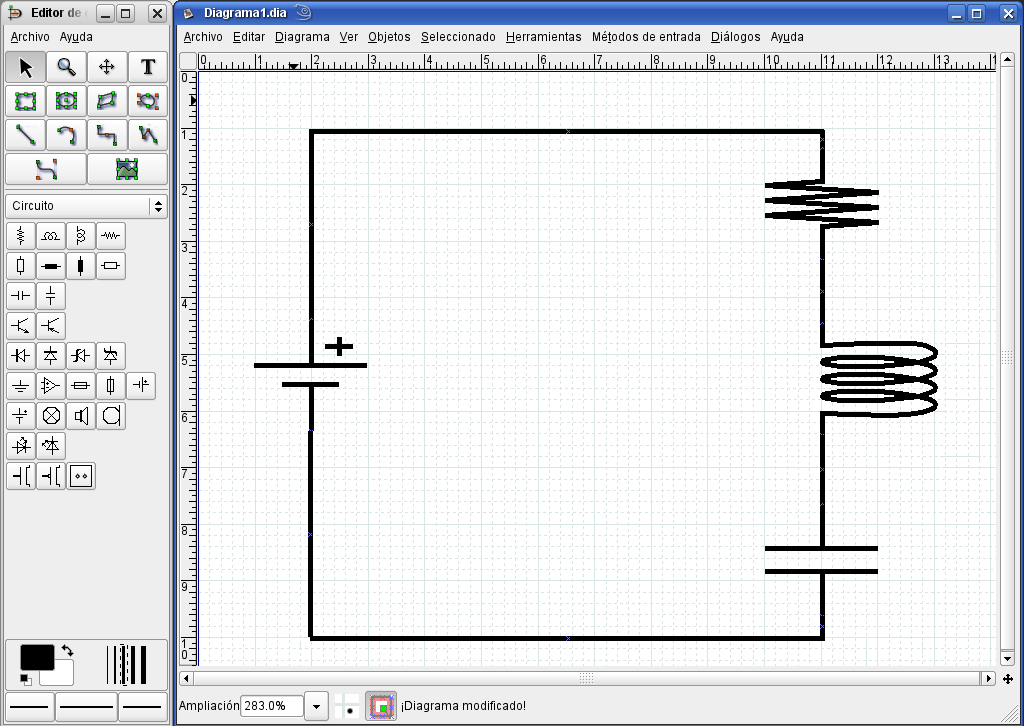 Editor de
Archivo Ayuda
T
Circuito
Diagrama1.dia
Archivo Editar Diagrama Ver Objetos Seleccionado Herramientas Métodos de entrada Diálogos Ayuda
0 1 2 3 4 5 6 7 8 9 10 11 12 13
0
1
2
3
4
5
6
7
8
9
10
+
Ampliación 283.0% ¡Diagrama modificado!